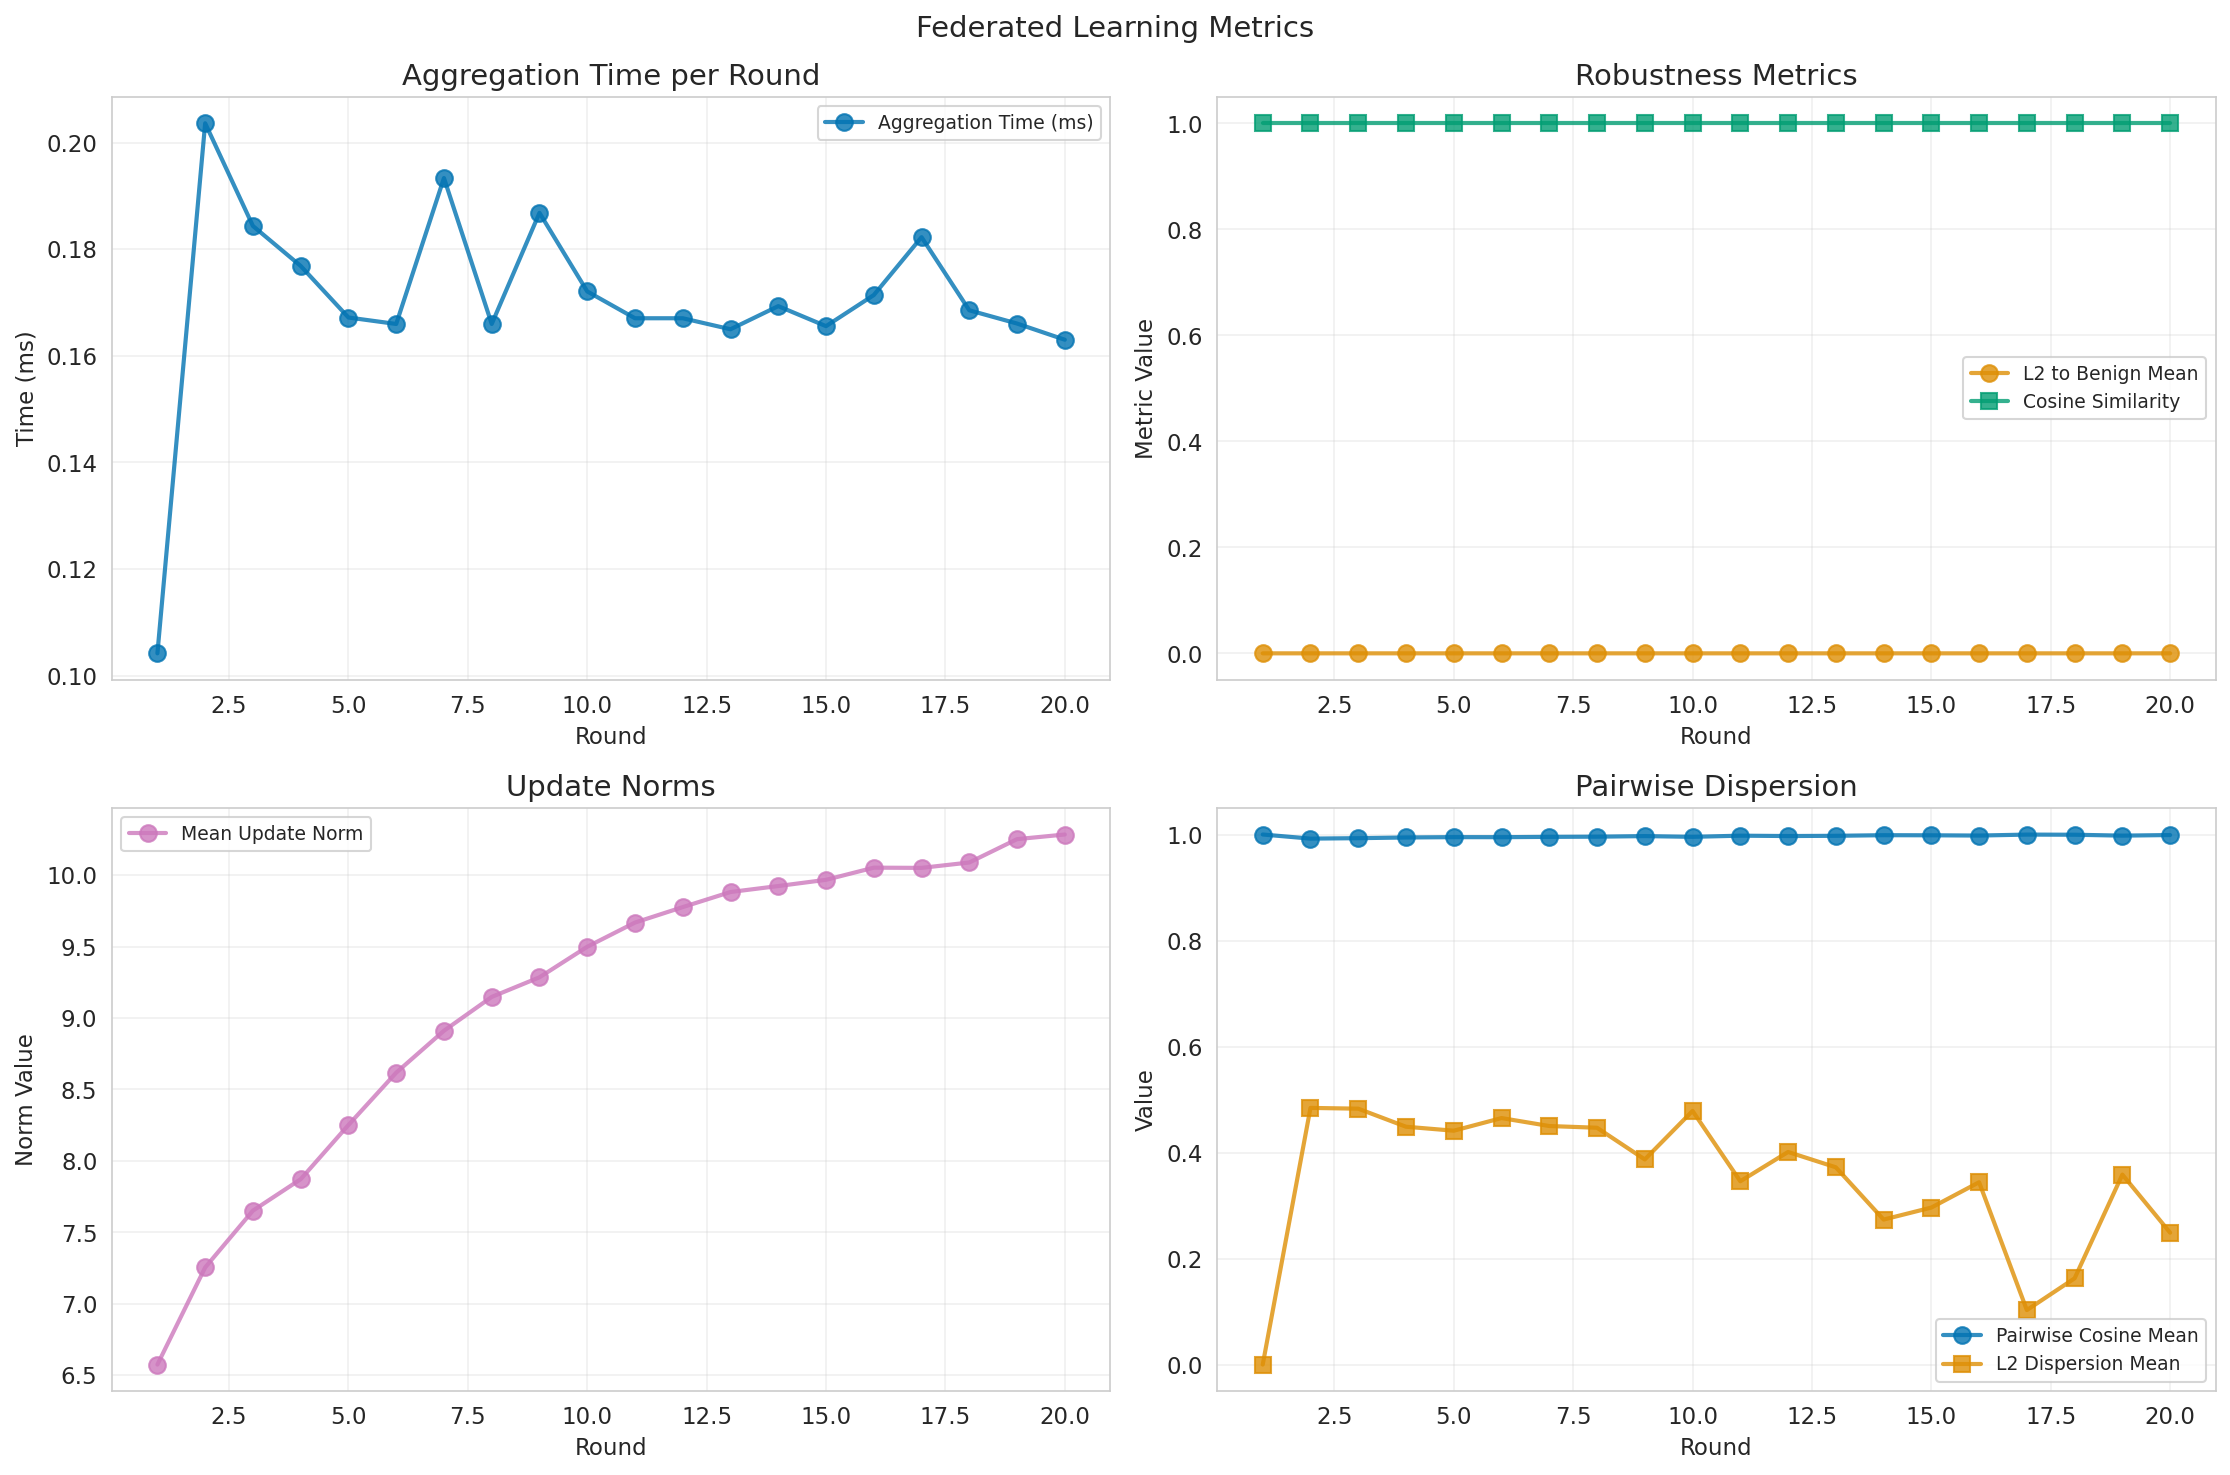 Federated Learning Metrics
Aggregation Time per Round
Aggregation Time (ms)
Time (ms)
0.20
0.18
0.16
0.14
0.12
0.10
2.5 5.0 7.5 10.0 12.5 15.0 17.5 20.0
Round
Robustness Metrics
L2 to Benign Mean
Cosine Similarity
Metric Value
1.0
0.8
0.6
0.4
0.2
0.0
2.5 5.0 7.5 10.0 12.5 15.0 17.5 20.0
Round
Update Norms
Mean Update Norm
Norm Value
10.0
9.5
9.0
8.5
8.0
7.5
7.0
6.5
2.5 5.0 7.5 10.0 12.5 15.0 17.5 20.0
Round
Pairwise Dispersion
Value
1.0
0.8
0.6
0.4
0.2
0.0
Pairwise Cosine Mean
L2 Dispersion Mean
2.5 5.0 7.5 10.0 12.5 15.0 17.5 20.0
Round